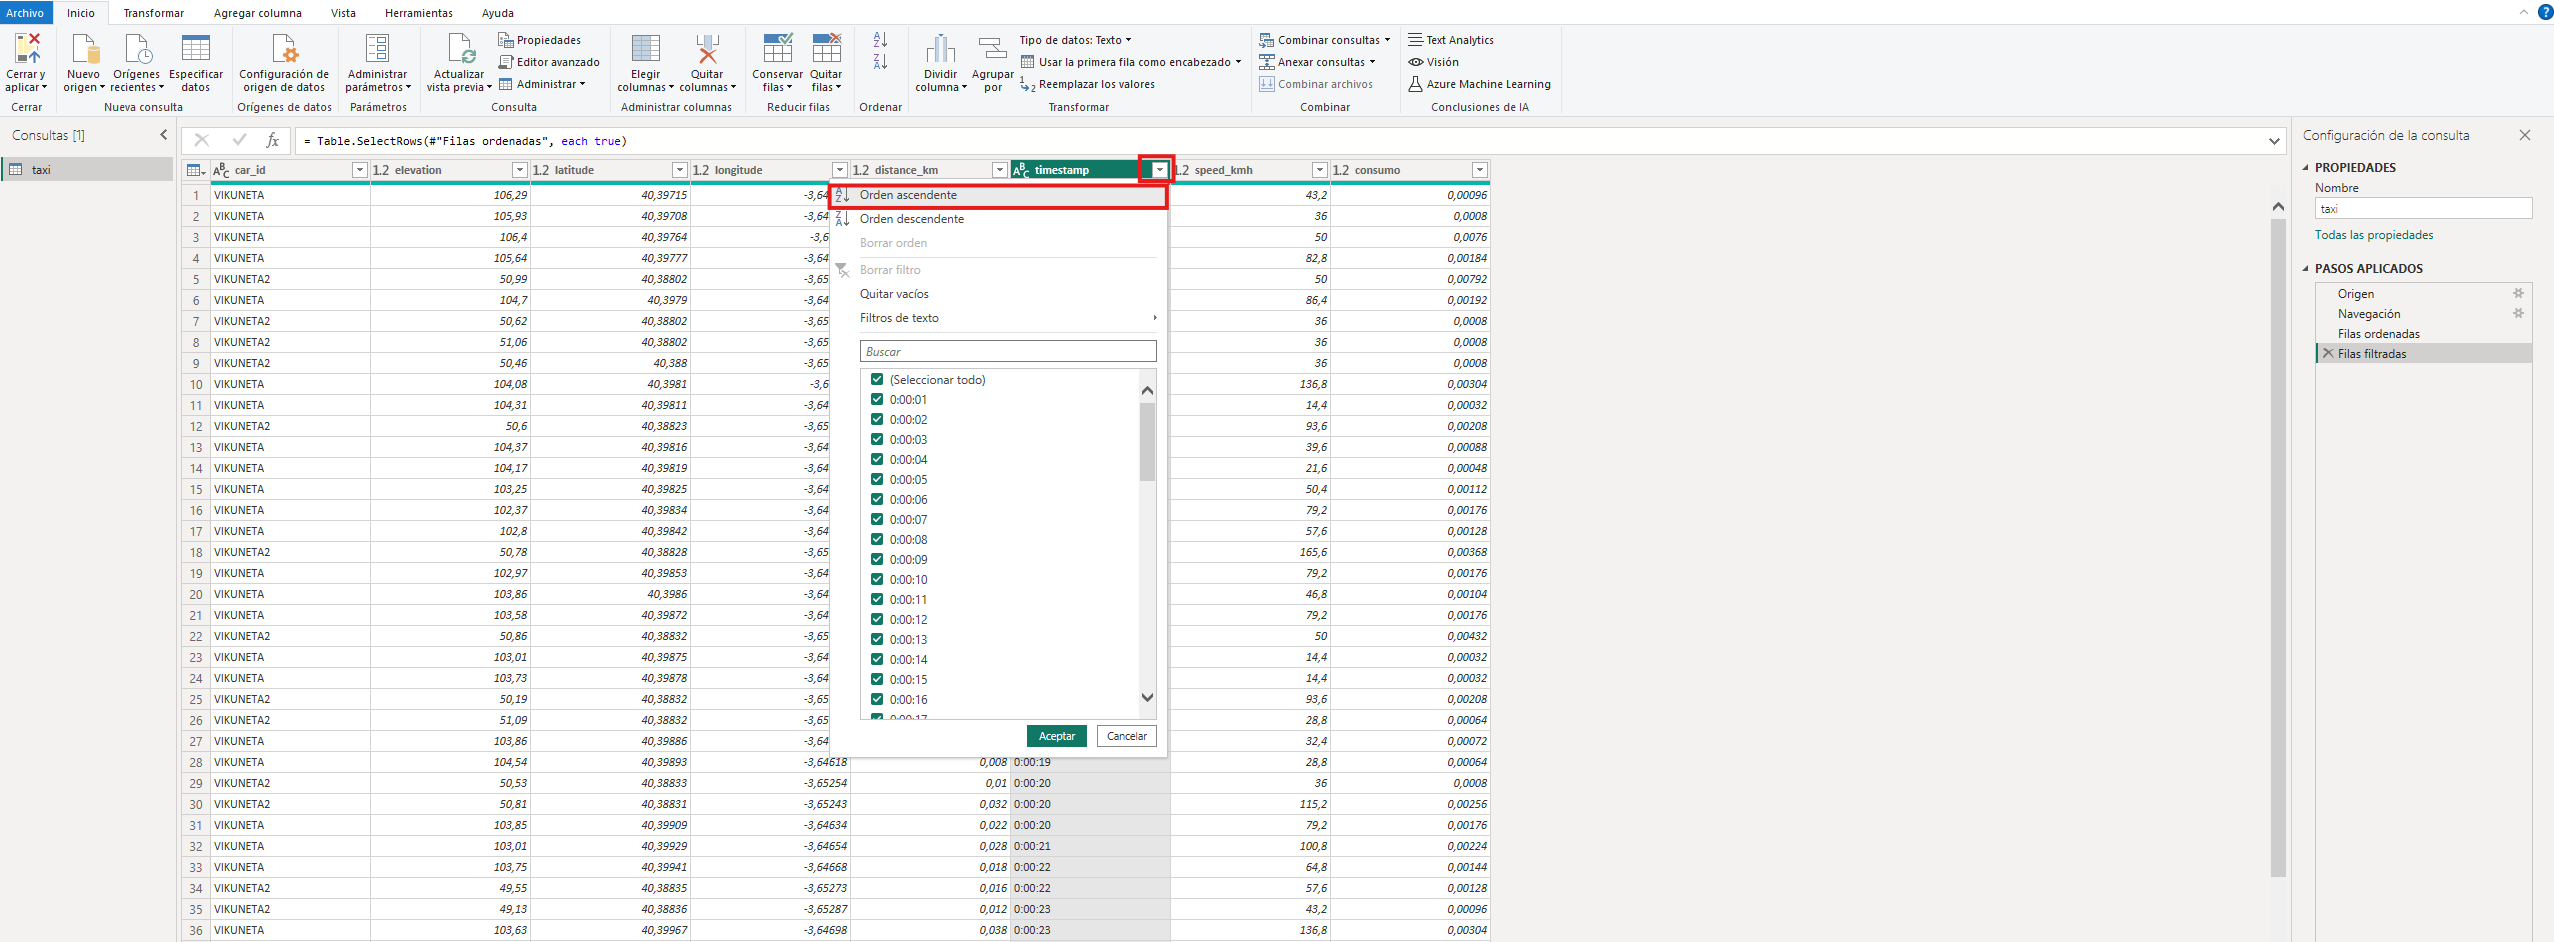 Archivo Inicio Transformar Agregar columna Vista Herramientas Ayuda
Cerrar y aplicar
Cerrar
Nuevo origen Orígenes recientes Especificar datos
Nueva consulta
Configuración de origen de datos
Orígenes de datos
Administrar parámetros
Parámetros
Actualizar vista previa
Propiedades
Editor avanzado
Administrar
Consulta
Elegir columnas Quitar columnas
Administrar columnas
Conservar filas Quitar filas
Reducir filas
Ordenar
Dividir columna Agrupar por
Tipo de datos: Texto
Usar la primera fila como encabezado
Reemplazar los valores
Transformar
Combinar consultas
Anexar consultas
Combinar archivos
Combinar
Text Analytics
Visión
Azure Machine Learning
Conclusiones de IA
Consultas [1]
taxi
fx = Table.SelectRows(#"Filas ordenadas", each true)
ABC car_id 1.2 elevation 1.2 latitude 1.2 longitude 1.2 distance_km ABC timestamp 1.2 speed_kmh 1.2 consumo
1 VIKUNETA 106,29 40,39715 -3,64 43,2 0,00096
2 VIKUNETA 105,93 40,39708 -3,64 36 0,0008
3 VIKUNETA 106,4 40,39764 -3,6 50 0,0076
4 VIKUNETA 105,64 40,39777 -3,64 82,8 0,00184
5 VIKUNETA2 50,99 40,38802 -3,65 50 0,00792
6 VIKUNETA 104,7 40,3979 -3,64 86,4 0,00192
7 VIKUNETA2 50,62 40,38802 -3,65 36 0,0008
8 VIKUNETA2 51,06 40,38802 -3,65 36 0,0008
9 VIKUNETA2 50,46 40,388 -3,65 36 0,0008
10 VIKUNETA 104,08 40,3981 -3,6 136,8 0,00304
11 VIKUNETA 104,31 40,39811 -3,64 14,4 0,00032
12 VIKUNETA2 50,6 40,38823 -3,65 93,6 0,00208
13 VIKUNETA 104,37 40,39816 -3,64 39,6 0,00088
14 VIKUNETA 104,17 40,39819 -3,64 21,6 0,00048
15 VIKUNETA 103,25 40,39825 -3,64 50,4 0,00112
16 VIKUNETA 102,37 40,39834 -3,64 79,2 0,00176
17 VIKUNETA 102,8 40,39842 -3,64 57,6 0,00128
18 VIKUNETA2 50,78 40,38828 -3,65 165,6 0,00368
19 VIKUNETA 102,97 40,39853 -3,64 79,2 0,00176
20 VIKUNETA 103,86 40,3986 -3,64 46,8 0,00104
21 VIKUNETA 103,58 40,39872 -3,64 79,2 0,00176
22 VIKUNETA2 50,86 40,38832 -3,65 50 0,00432
23 VIKUNETA 103,01 40,39875 -3,64 14,4 0,00032
24 VIKUNETA 103,73 40,39878 -3,64 14,4 0,00032
25 VIKUNETA2 50,19 40,38832 -3,65 93,6 0,00208
26 VIKUNETA2 51,09 40,38832 -3,65 28,8 0,00064
27 VIKUNETA 103,86 40,39886 -3,64 32,4 0,00072
28 VIKUNETA 104,54 40,39893 -3,64618 0,008 0:00:19 28,8 0,00064
29 VIKUNETA2 50,53 40,38833 -3,65254 0,01 0:00:20 36 0,0008
30 VIKUNETA2 50,81 40,38831 -3,65243 0,032 0:00:20 115,2 0,00256
31 VIKUNETA 103,85 40,39909 -3,64634 0,022 0:00:20 79,2 0,00176
32 VIKUNETA 103,01 40,39929 -3,64654 0,028 0:00:21 100,8 0,00224
33 VIKUNETA 103,75 40,39941 -3,64668 0,018 0:00:22 64,8 0,00144
34 VIKUNETA2 49,55 40,38835 -3,65273 0,016 0:00:22 57,6 0,00128
35 VIKUNETA2 49,13 40,38836 -3,65287 0,012 0:00:23 43,2 0,00096
36 VIKUNETA 103,63 40,39967 -3,64698 0,038 0:00:23 136,8 0,00304
Orden ascendente
Orden descendente
Borrar orden
Borrar filtro
Quitar vacíos
Filtros de texto
Buscar
(Seleccionar todo)
0:00:01
0:00:02
0:00:03
0:00:04
0:00:05
0:00:06
0:00:07
0:00:08
0:00:09
0:00:10
0:00:11
0:00:12
0:00:13
0:00:14
0:00:15
0:00:16
0:00:17
Aceptar Cancelar
Configuración de la consulta
PROPIEDADES
Nombre
taxi
Todas las propiedades
PASOS APLICADOS
Origen
Navegación
Filas ordenadas
Filas filtradas